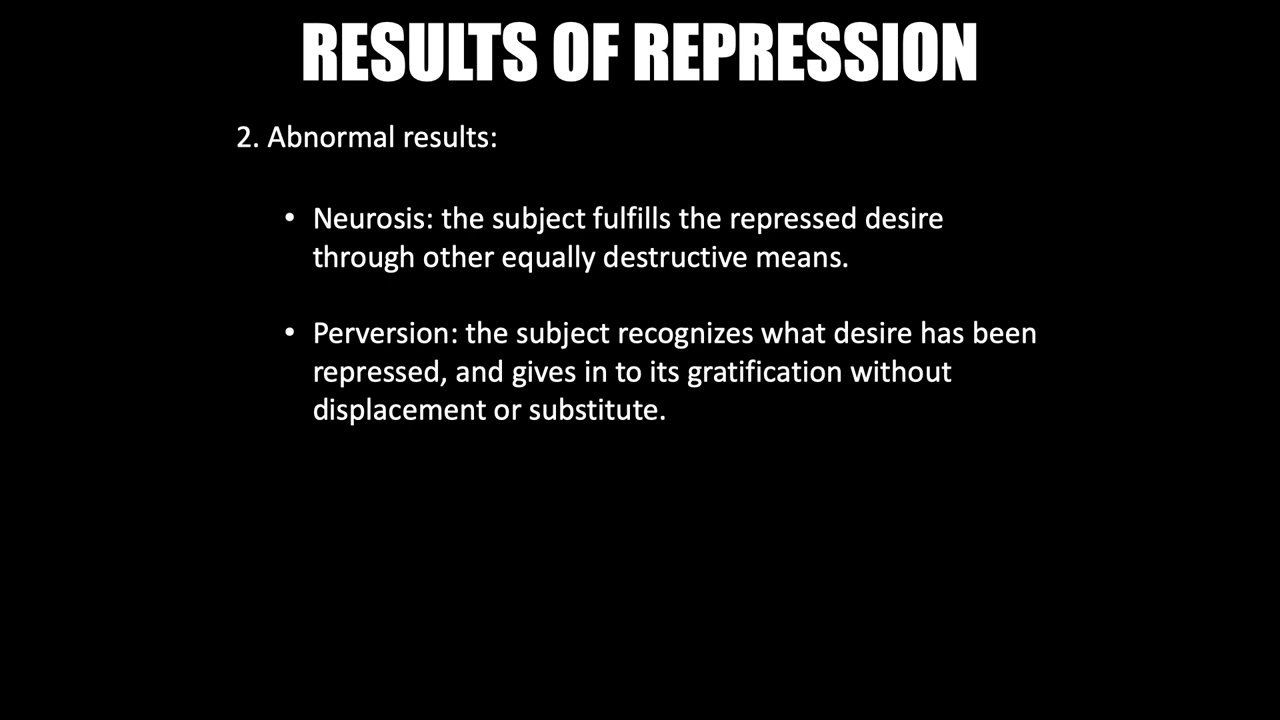 RESULTS OF REPRESSION
2. Abnormal results:
• Neurosis: the subject fulfills the repressed desire
through other equally destructive means.
• Perversion: the subject recognizes what desire has been
repressed, and gives in to its gratification without
displacement or substitute.